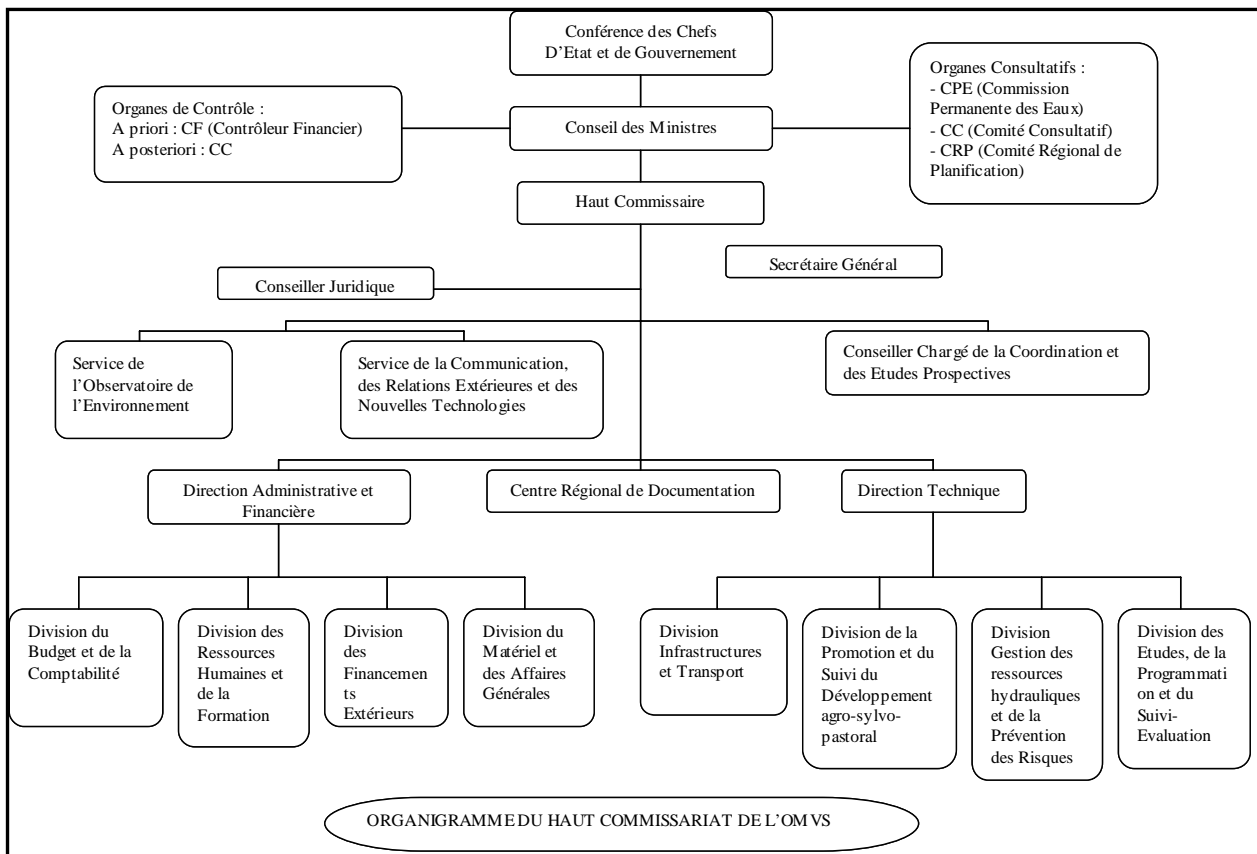 Conférence des Chefs
D'Etat et de Gouvernement
Organes de Contrôle :
A priori : CF (Contrôleur Financier)
A posteriori : CC
Conseil des Ministres
Organes Consultatifs :
- CPE (Commission
Permanente des Eaux)
- CC (Comité Consultatif)
- CRP (Comité Régional de
Planification)
Haut Commissaire
Secrétaire Général
Conseiller Juridique
Service de
l'Observatoire de
l'Environnement
Service de la Communication,
des Relations Extérieures et des
Nouvelles Technologies
Conseiller Chargé de la Coordination et
des Etudes Prospectives
Direction Administrative et
Financière
Centre Régional de Documentation
Direction Technique
Division du
Budget et de la
Comptabilité
Division des
Ressources
Humaines et
de la
Formation
Division
des
Financemen
ts
Extérieurs
Division du
Matériel et
des Affaires
Générales
Division
Infrastructures
et Transport
Division de la
Promotion et du
Suivi du
Développement
agro-sylvo-
pastoral
Division
Gestion des
ressources
hydrauliques
et de la
Prévention
des Risques
Division des
Etudes, de la
Programmati
on et du
Suivi-
Evaluation
ORGANIGRAMME DU HAUT COMMISSARIAT DE L'OMVS